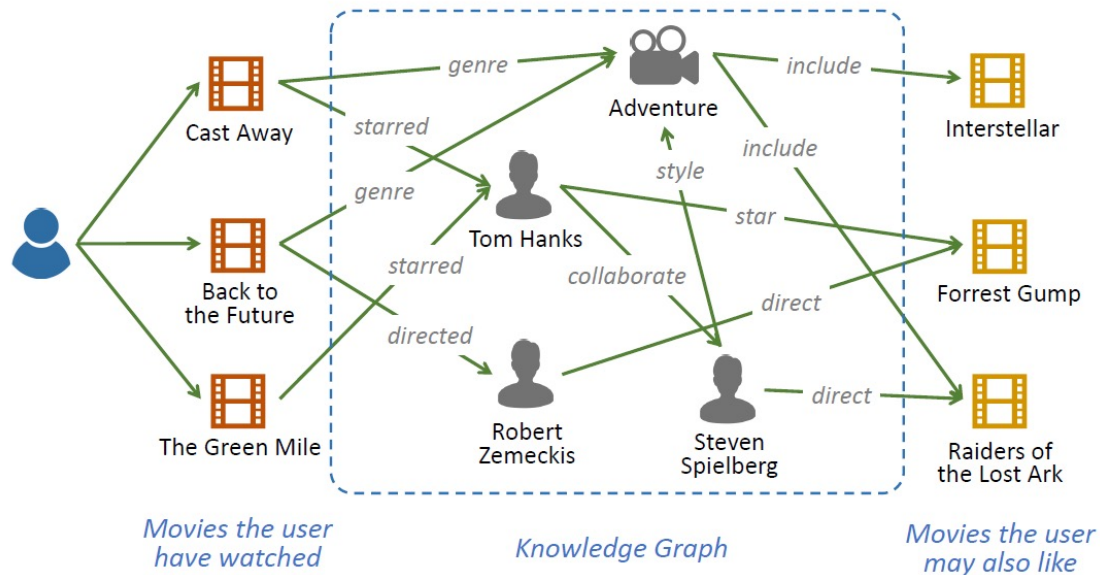 genre
include
Adventure
Cast Away
Interstellar
starred
include
style
genre
star
Tom Hanks
starred
collaborate
Back to
the Future
direct
Forrest Gump
directed
direct
Robert
Zemeckis
The Green Mile
Steven
Spielberg
Raiders of
the Lost Ark
Movies the user
have watched
Knowledge Graph
Movies the user
may also like